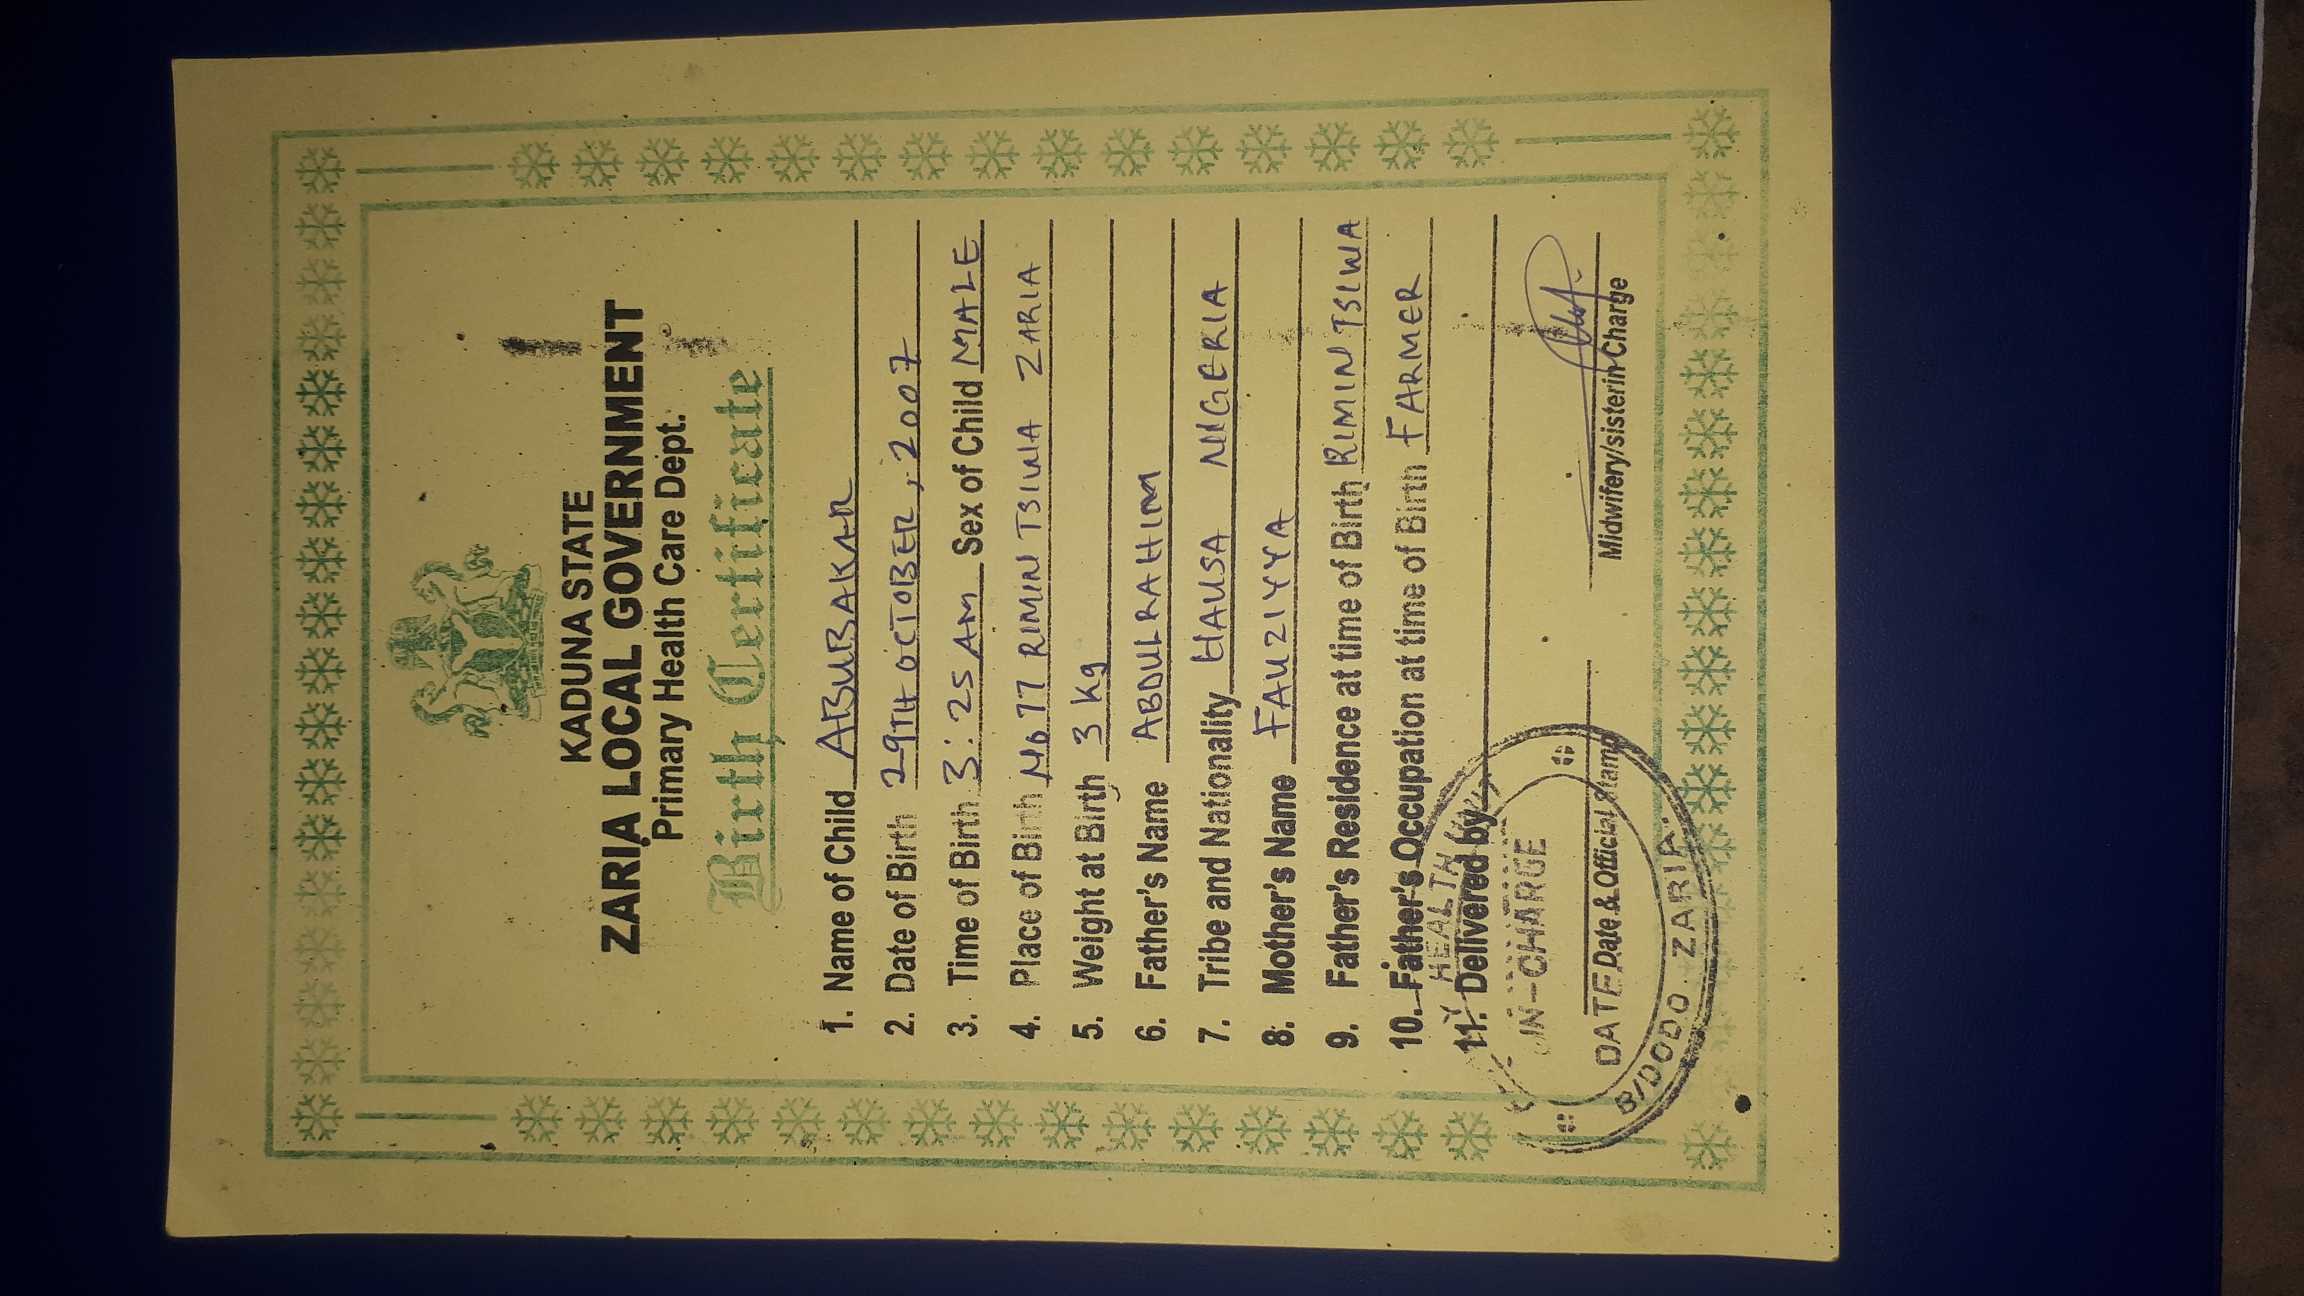 KADUNA STATE
ZARIA LOCAL GOVERNMENT
Primary Health Care Dept.
Birth Certificate
1. Name of Child ABUBAKAR
2. Date of Birth 29TH OCTOBER, 2007
3. Time of Birth 3:25 AM Sex of Child MALE
4. Place of Birth No 77 RIMIN TSIWA ZARIA
5. Weight at Birth 3 Kg
6. Father's Name ABDULRAHIM
7. Tribe and Nationality HAUSA NIGERIA
8. Mother's Name FAUZIYYA
9. Father's Residence at time of Birth RIMIN TSIWA
10. Father's Occupation at time of Birth FARMER
11. Delivered by
HEALTH
IN-CHARGE
DATE
Date & Official Stamp
Midwifery/sister in Charge
B/DODO ZARIA.